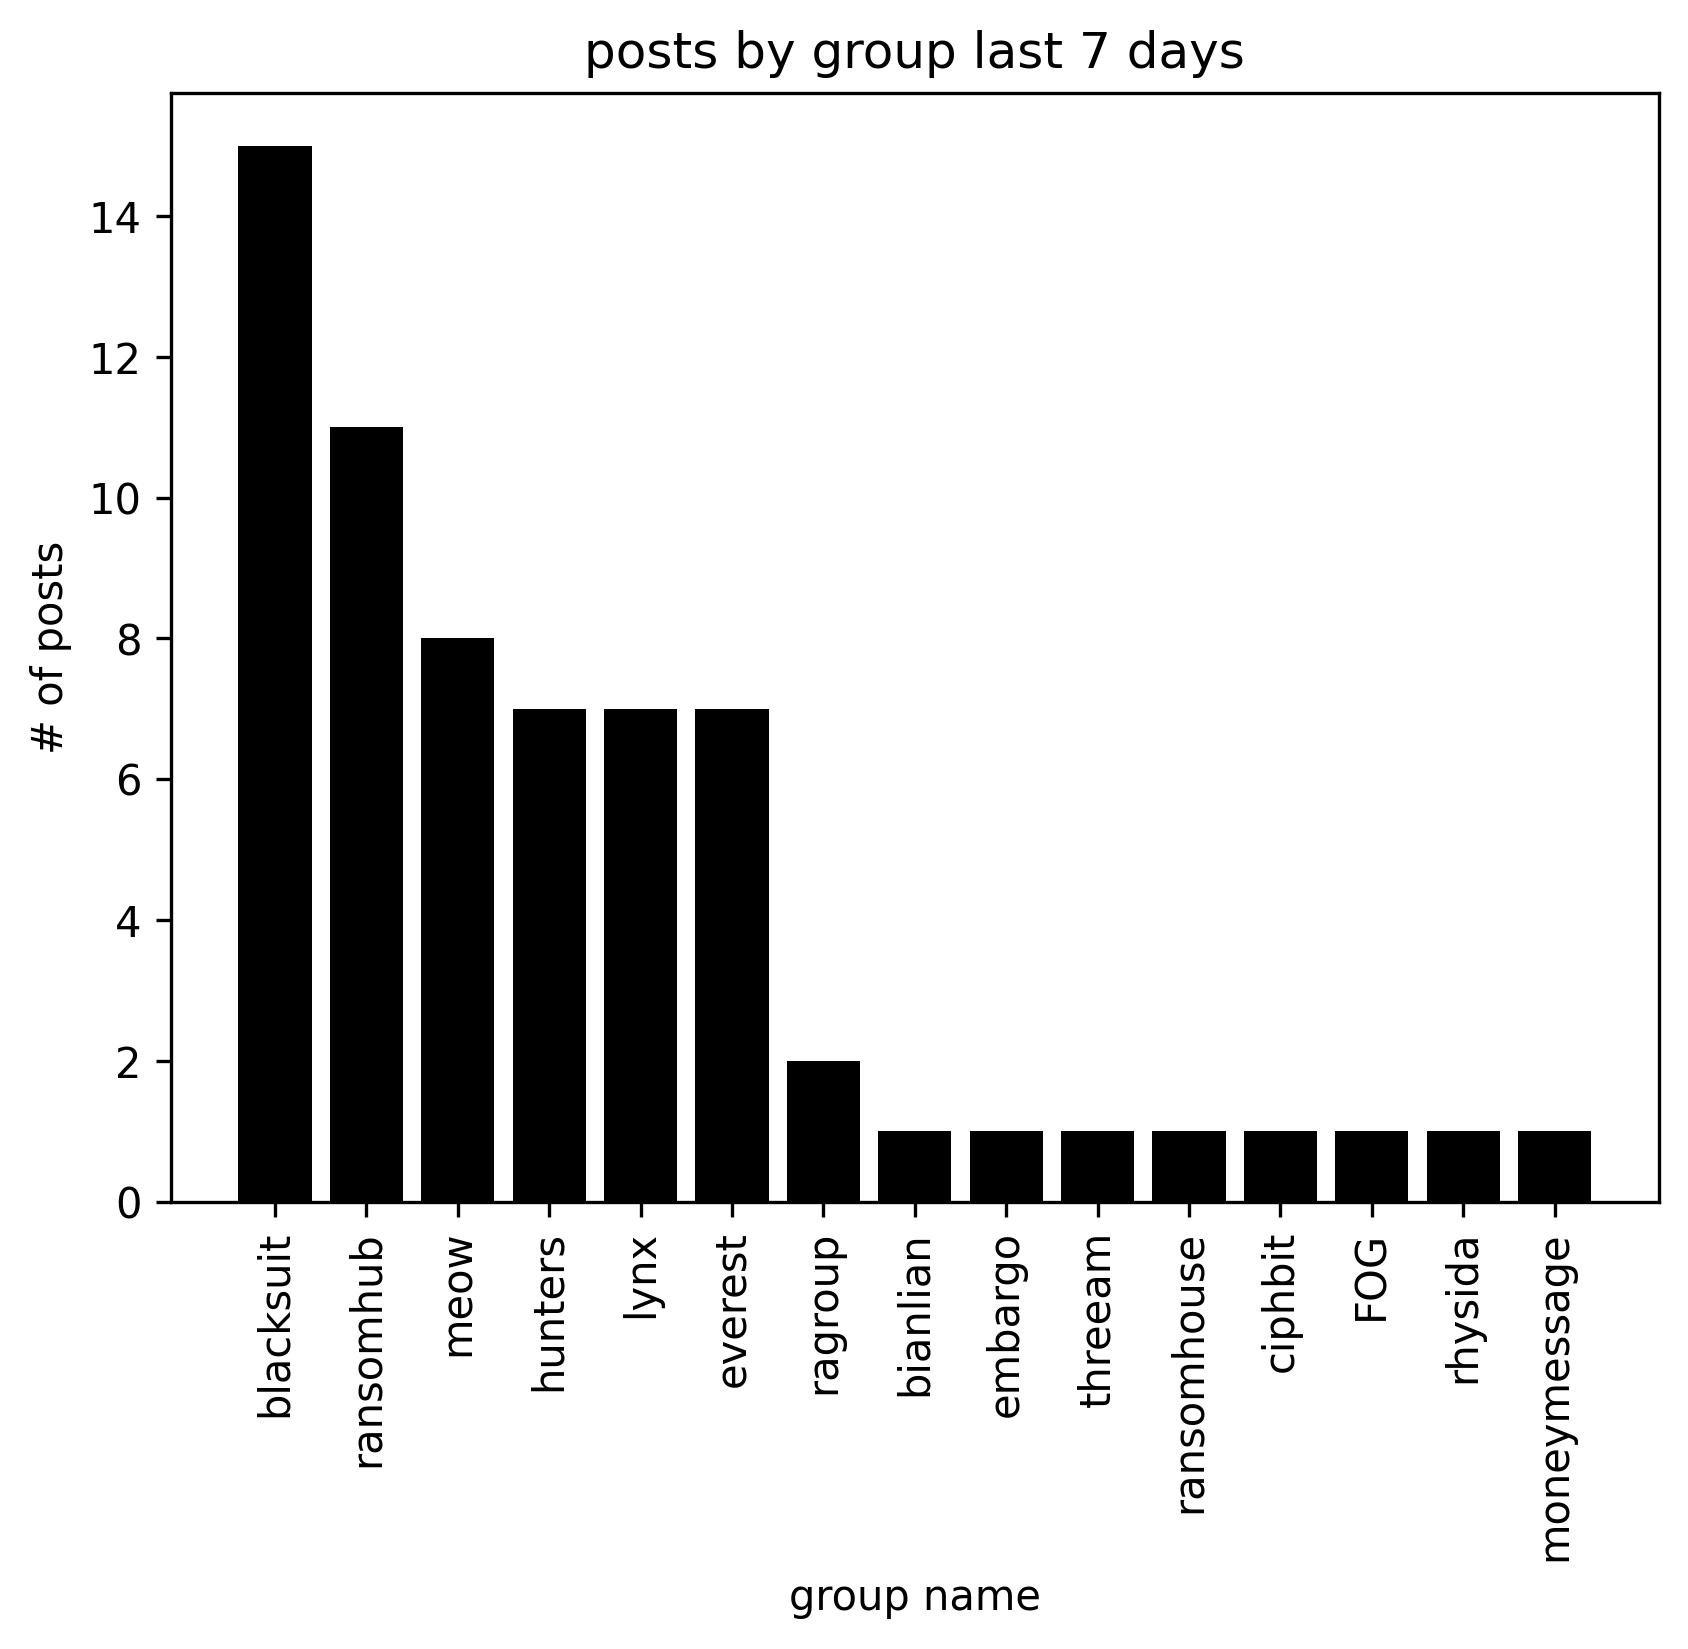 posts by group last 7 days
# of posts
14
12
10
8
6
4
2
0
blacksuit
ransomhub
meow
hunters
lynx
everest
ragroup
bianlian
embargo
threeam
ransomhouse
ciphbit
FOG
rhysida
moneymessage
group name